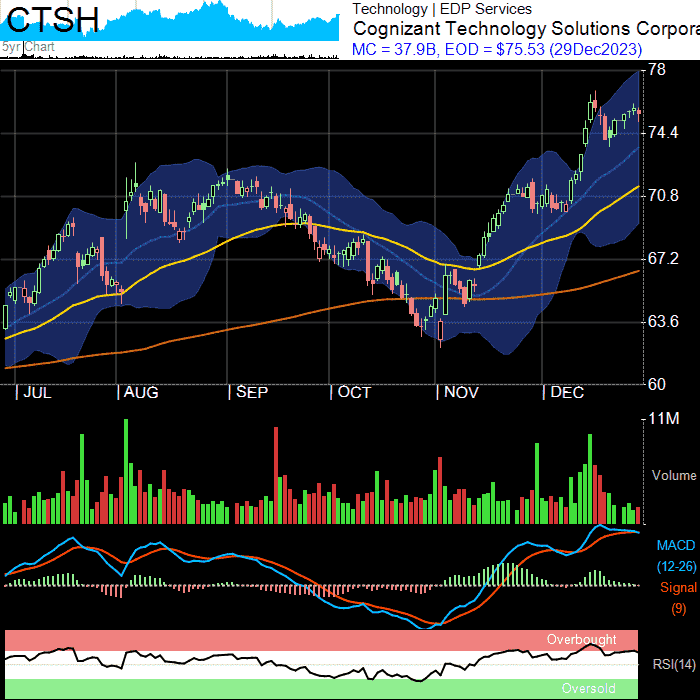 CTSH
5yr Chart
Technology | EDP Services
Cognizant Technology Solutions Corpora
MC = 37.9B, EOD = $75.53 (29Dec2023)
78
74.4
70.8
67.2
63.6
60
JUL
AUG
SEP
OCT
NOV
DEC
11M
Volume
MACD
(12-26)
Signal
(9)
Overbought
RSI(14)
Oversold